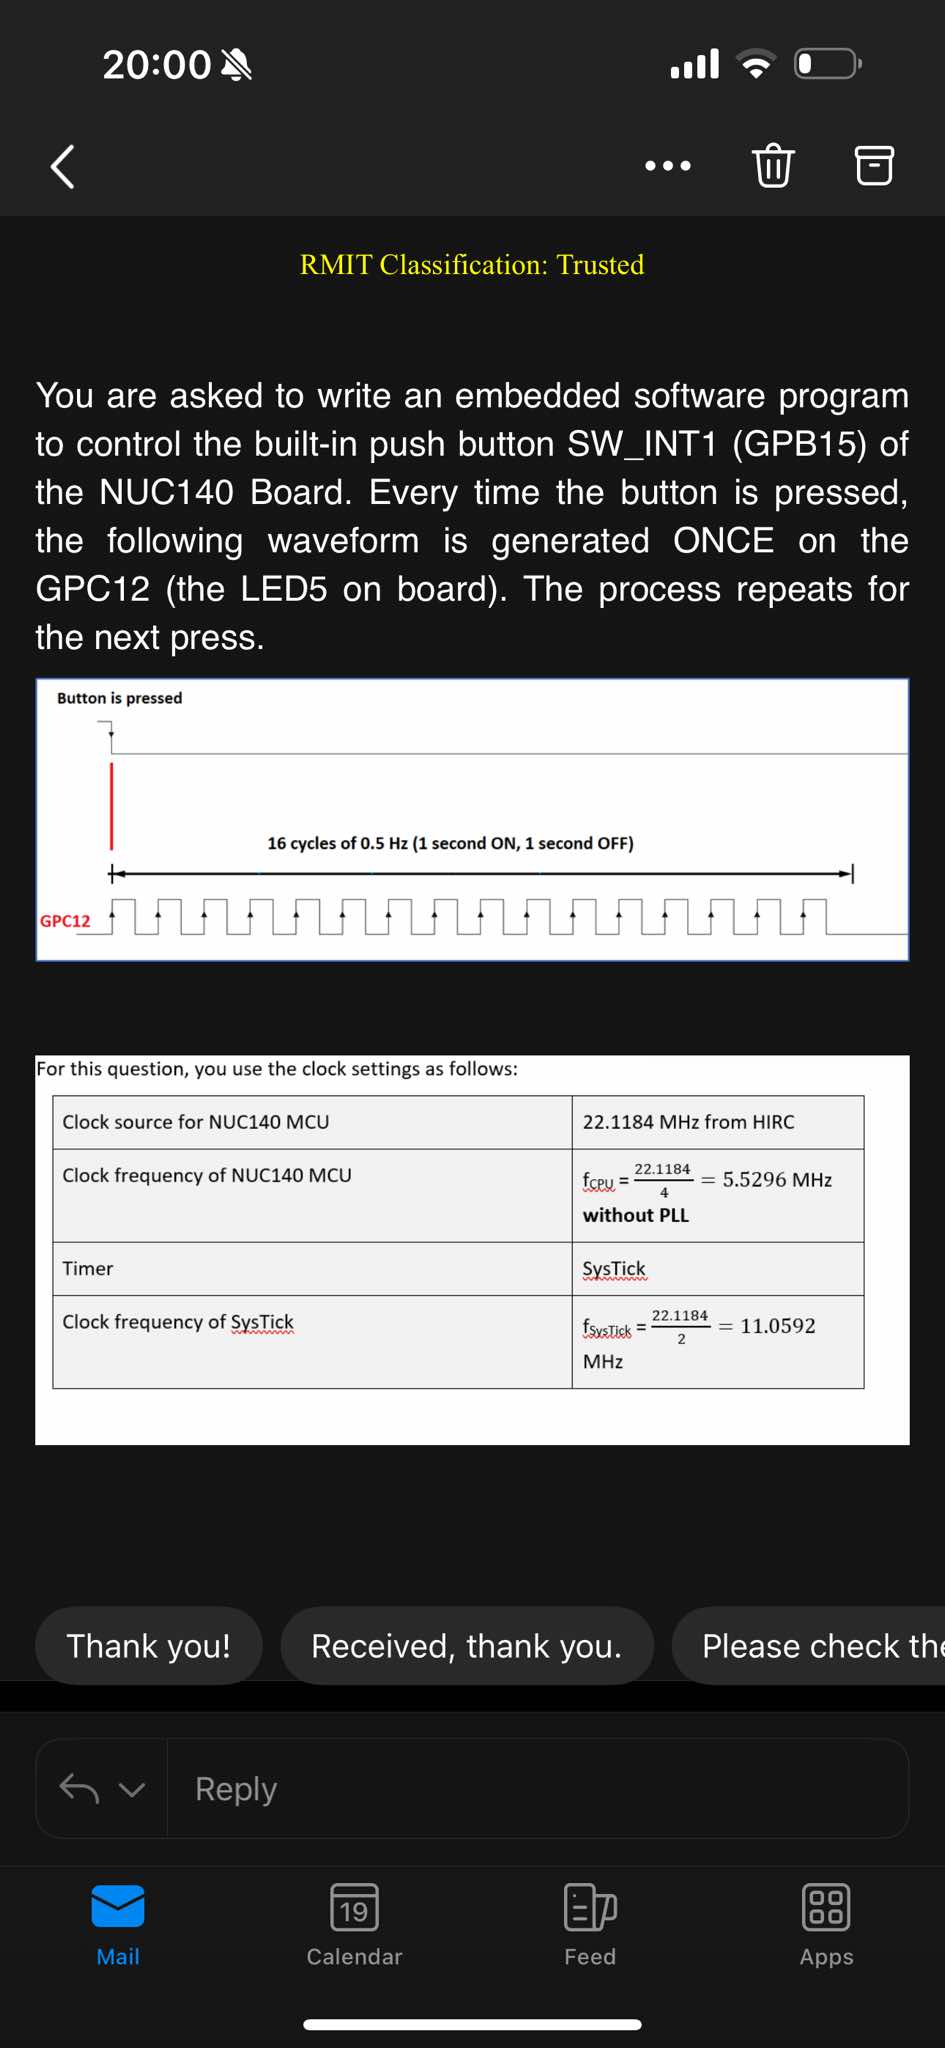 20:00
RMIT Classification: Trusted
You are asked to write an embedded software program
to control the built-in push button SW_INT1 (GPB15) of
the NUC140 Board. Every time the button is pressed,
the following waveform is generated ONCE on the
GPC12 (the LED5 on board). The process repeats for
the next press.
Button is pressed
16 cycles of 0.5 Hz (1 second ON, 1 second OFF)
GPC12
For this question, you use the clock settings as follows:
Clock source for NUC140 MCU
22.1184 MHz from HIRC
Clock frequency of NUC140 MCU
fCPU = 22.1184/4 = 5.5296 MHz
without PLL
Timer
SysTick
Clock frequency of SysTick
fSysTick = 22.1184/2 = 11.0592
MHz
Thank you!
Received, thank you.
Please check the
Reply
19
Mail
Calendar
Feed
Apps